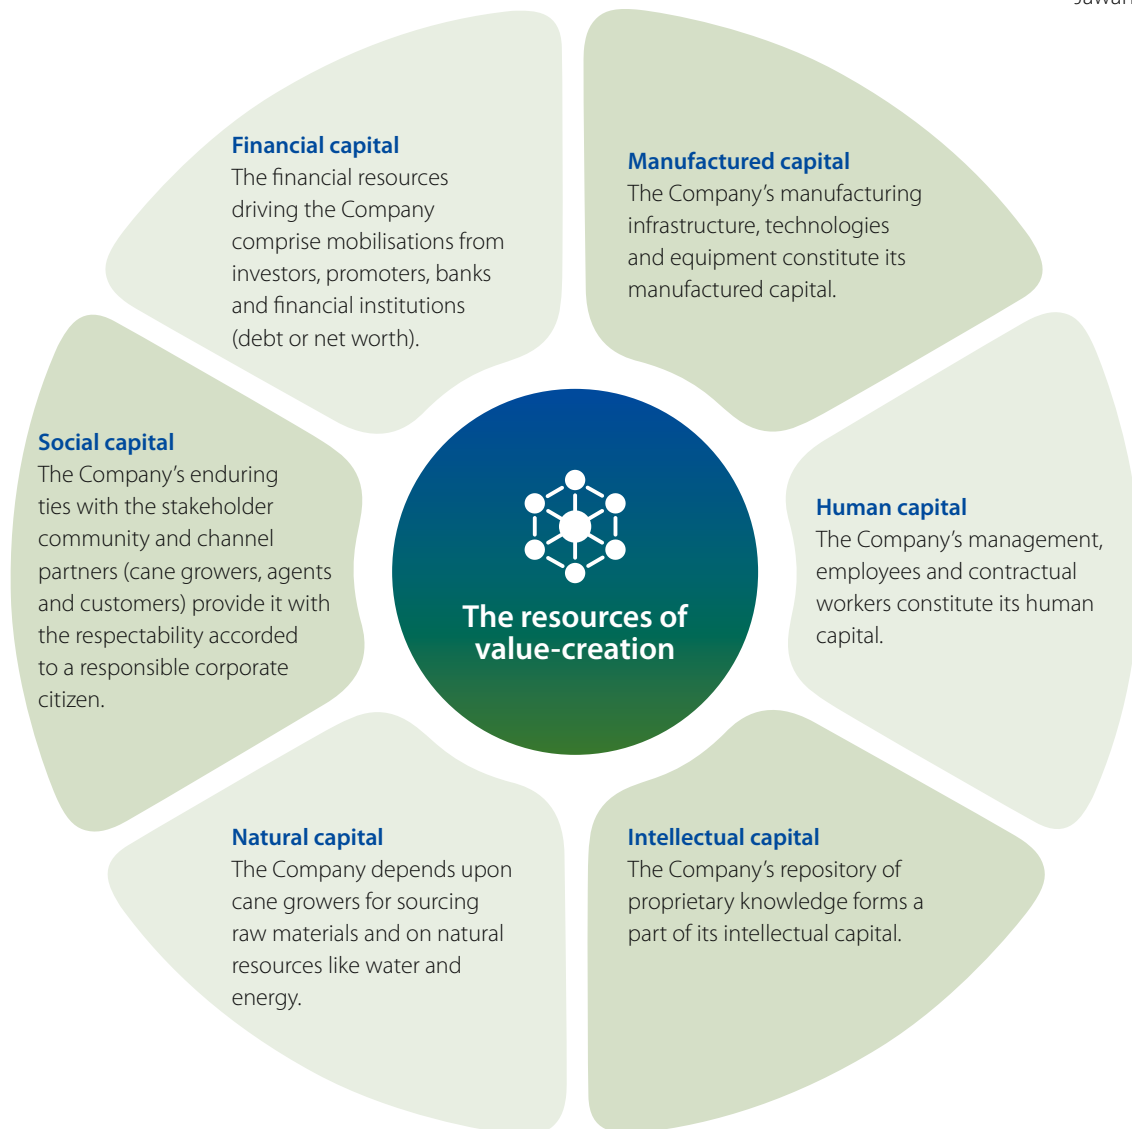 Financial capital
The financial resources
driving the Company
comprise mobilisations from
investors, promoters, banks
and financial institutions
(debt or net worth).
Manufactured capital
The Company’s manufacturing
infrastructure, technologies
and equipment constitute its
manufactured capital.
Social capital
The Company’s enduring
ties with the stakeholder
community and channel
partners (cane growers, agents
and customers) provide it with
the respectability accorded
to a responsible corporate
citizen.
The resources of
value-creation
Human capital
The Company’s management,
employees and contractual
workers constitute its human
capital.
Natural capital
The Company depends upon
cane growers for sourcing
raw materials and on natural
resources like water and
energy.
Intellectual capital
The Company’s repository of
proprietary knowledge forms a
part of its intellectual capital.